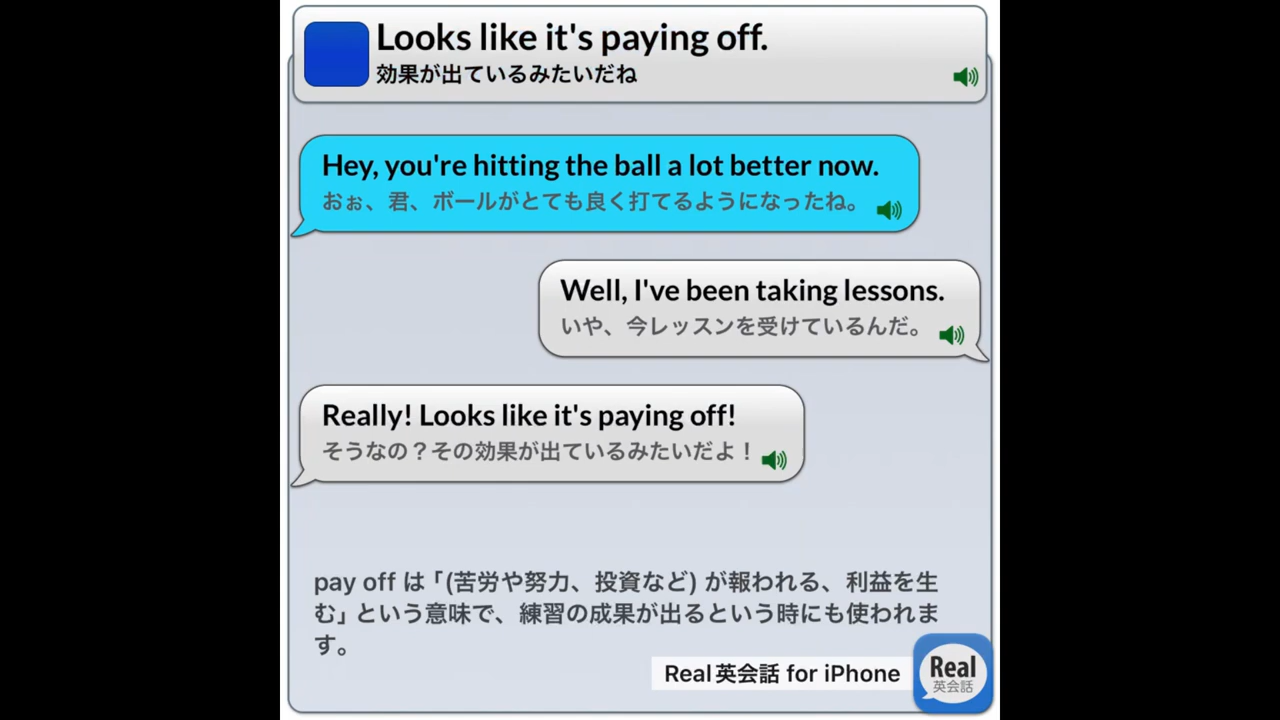 Looks like it's paying off.
効果が出ているみたいだね
Hey, you're hitting the ball a lot better now.
おぉ、君、ボールがとても良く打てるようになったね。
Well, I've been taking lessons.
いや、今レッスンを受けているんだ。
Really! Looks like it's paying off!
そうなの？その効果が出ているみたいだよ！
pay off は「(苦労や努力、投資など) が報われる、利益を生
む」という意味で、練習の成果が出るという時にも使われま
す。
Real英会話 for iPhone
Real
英会話